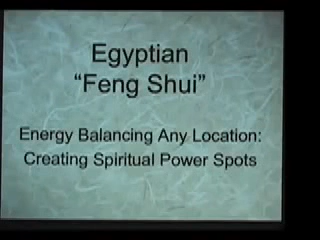 Egyptian
“Feng Shui”
Energy Balancing Any Location:
Creating Spiritual Power Spots